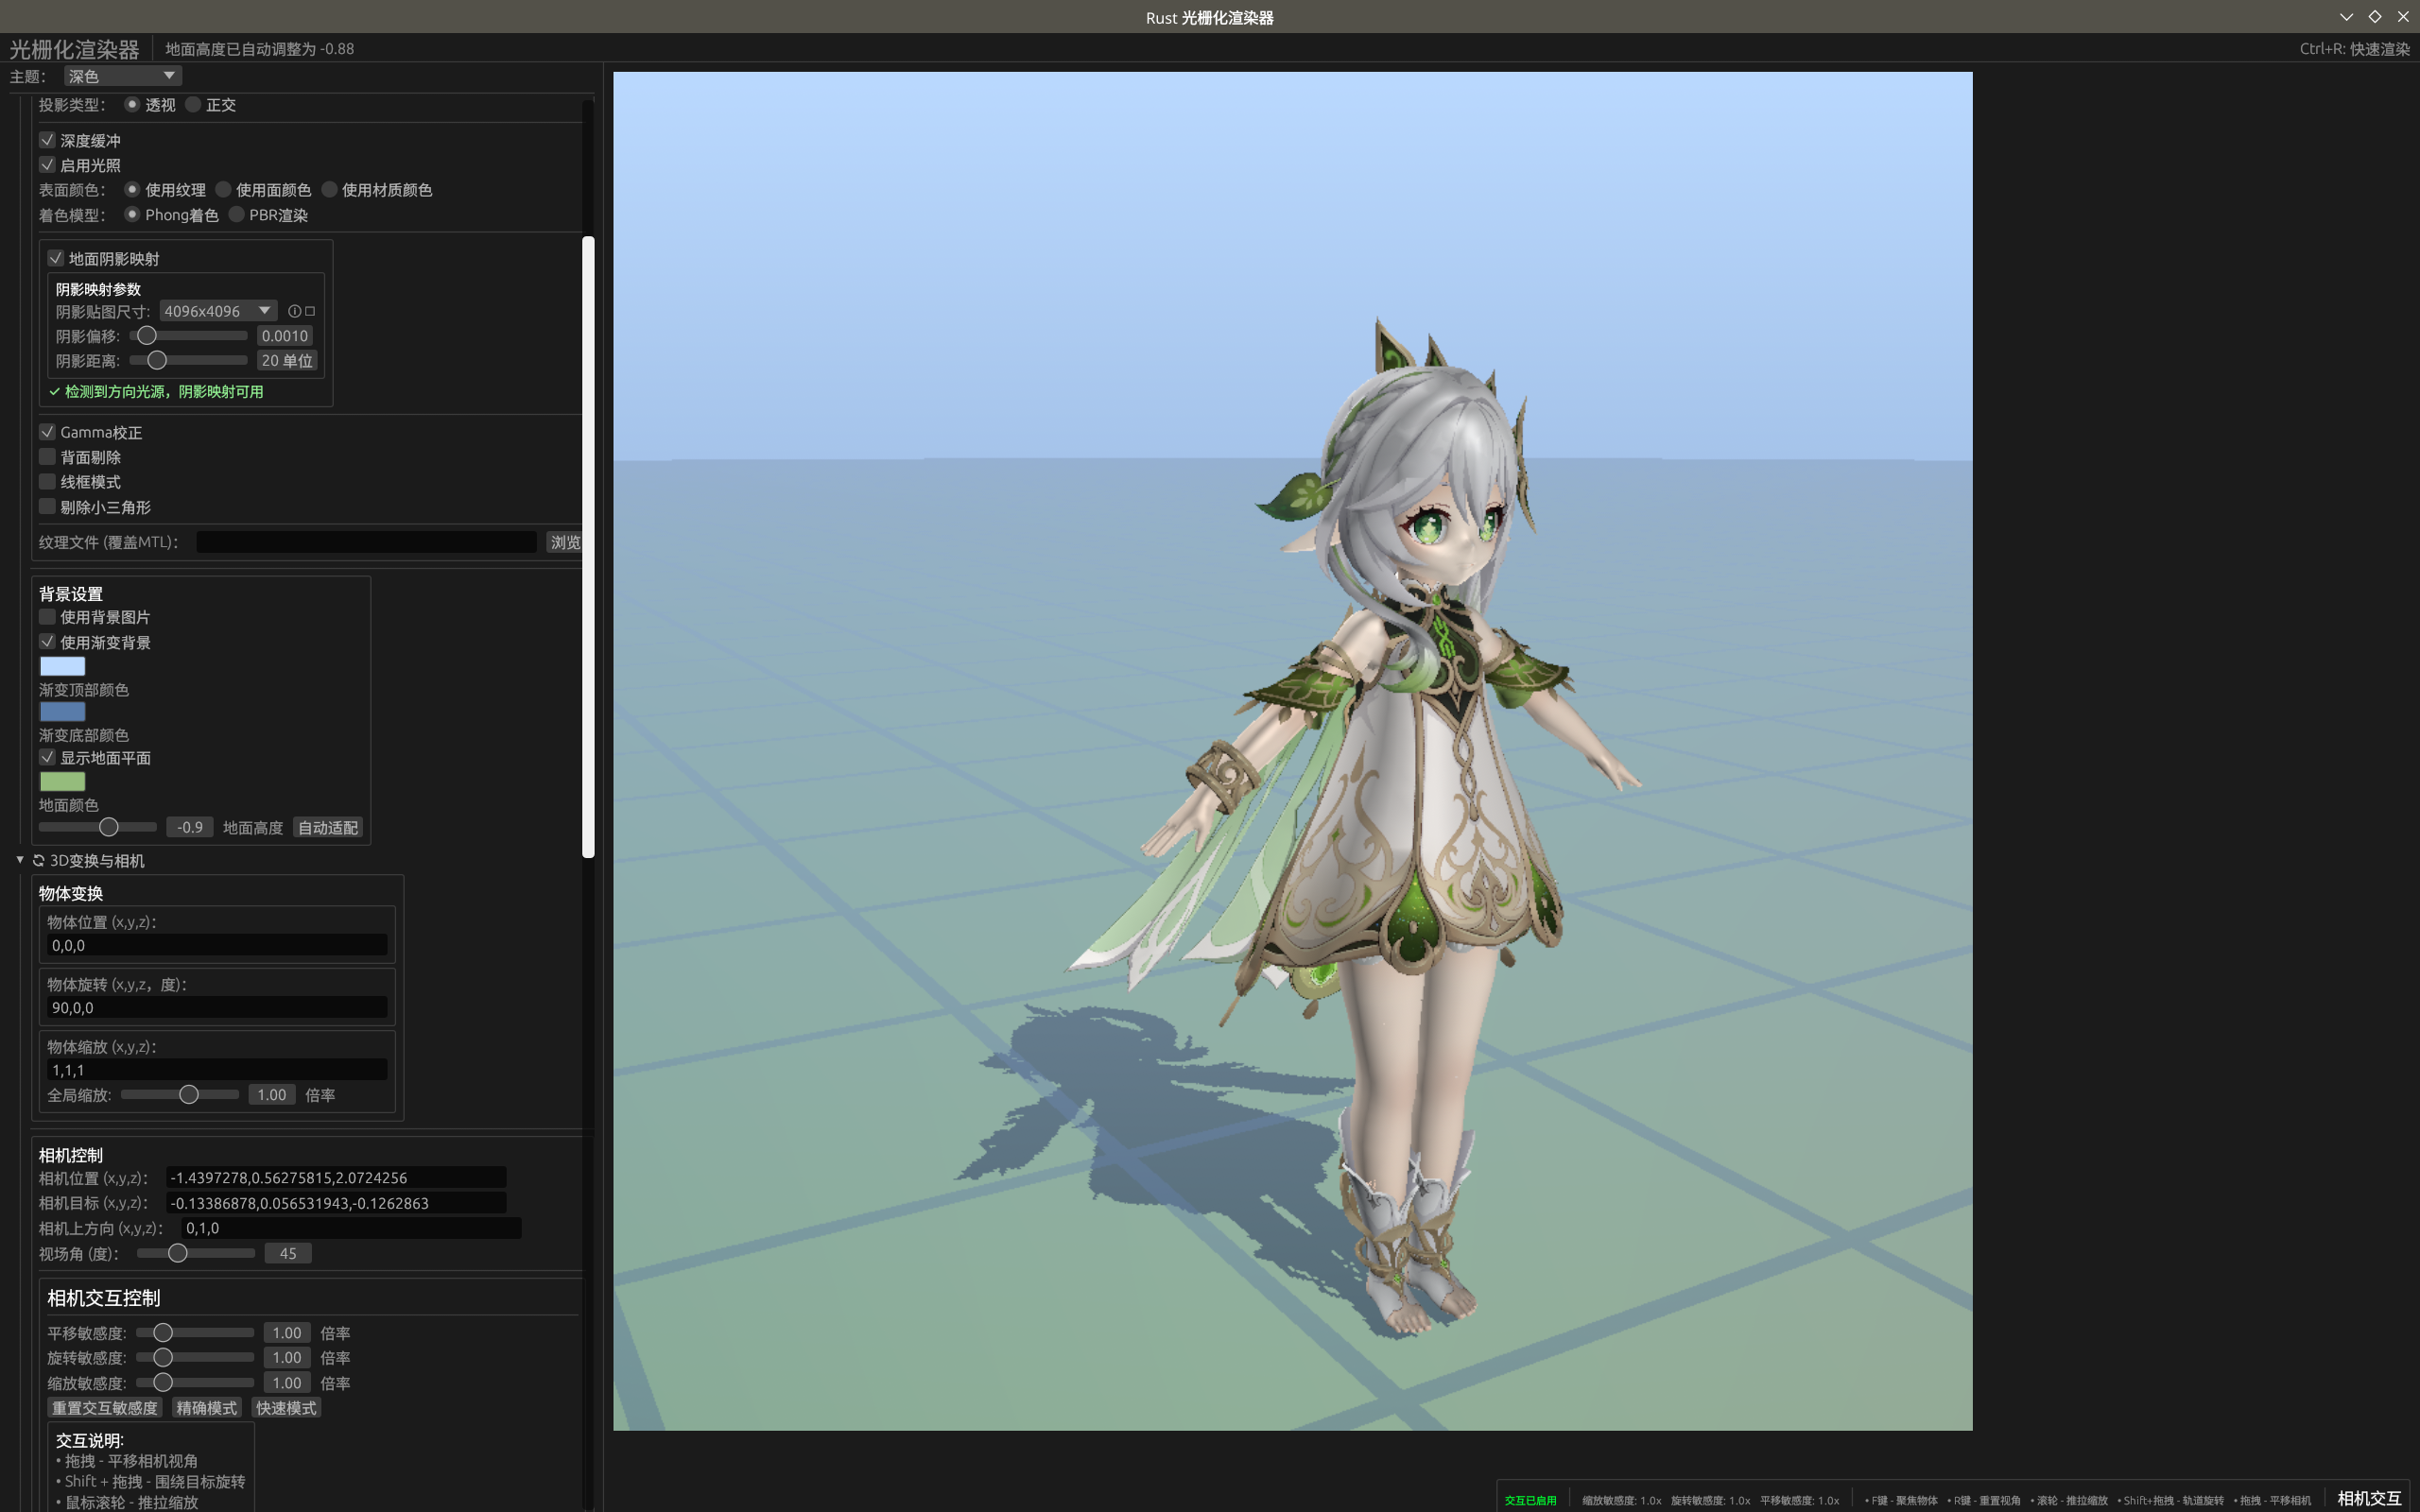 Rust 光栅化渲染器
光栅化渲染器 地面高度已自动调整为 -0.88 Ctrl+R: 快速渲染
主题: 深色
投影类型: 透视 正交
深度缓冲
启用光照
表面颜色: 使用纹理 使用面颜色 使用材质颜色
着色模型: Phong着色 PBR渲染
地面阴影映射
阴影映射参数
阴影贴图尺寸: 4096x4096
阴影偏移: 0.0010
阴影距离: 20 单位
✓ 检测到方向光源，阴影映射可用
Gamma校正
背面剔除
线框模式
剔除小三角形
纹理文件 (覆盖MTL): 浏览
背景设置
使用背景图片
使用渐变背景
渐变顶部颜色
渐变底部颜色
显示地面平面
地面颜色
-0.9 地面高度 自动适配
3D变换与相机
物体变换
物体位置 (x,y,z):
0,0,0
物体旋转 (x,y,z，度):
90,0,0
物体缩放 (x,y,z):
1,1,1
全局缩放: 1.00 倍率
相机控制
相机位置 (x,y,z): -1.4397278,0.56275815,2.0724256
相机目标 (x,y,z): -0.13386878,0.056531943,-0.1262863
相机上方向 (x,y,z): 0,1,0
视场角 (度): 45
相机交互控制
平移敏感度: 1.00 倍率
旋转敏感度: 1.00 倍率
缩放敏感度: 1.00 倍率
重置交互敏感度 精确模式 快速模式
交互说明:
• 拖拽 - 平移相机视角
• Shift + 拖拽 - 围绕目标旋转
• 鼠标滚轮 - 推拉缩放
交互已启用 缩放敏感度: 1.0x 旋转敏感度: 1.0x 平移敏感度: 1.0x • F键 - 聚焦物体 • R键 - 重置视角 • 滚轮 - 推拉缩放 • Shift+拖拽 - 轨道旋转 • 拖拽 - 平移相机 相机交互